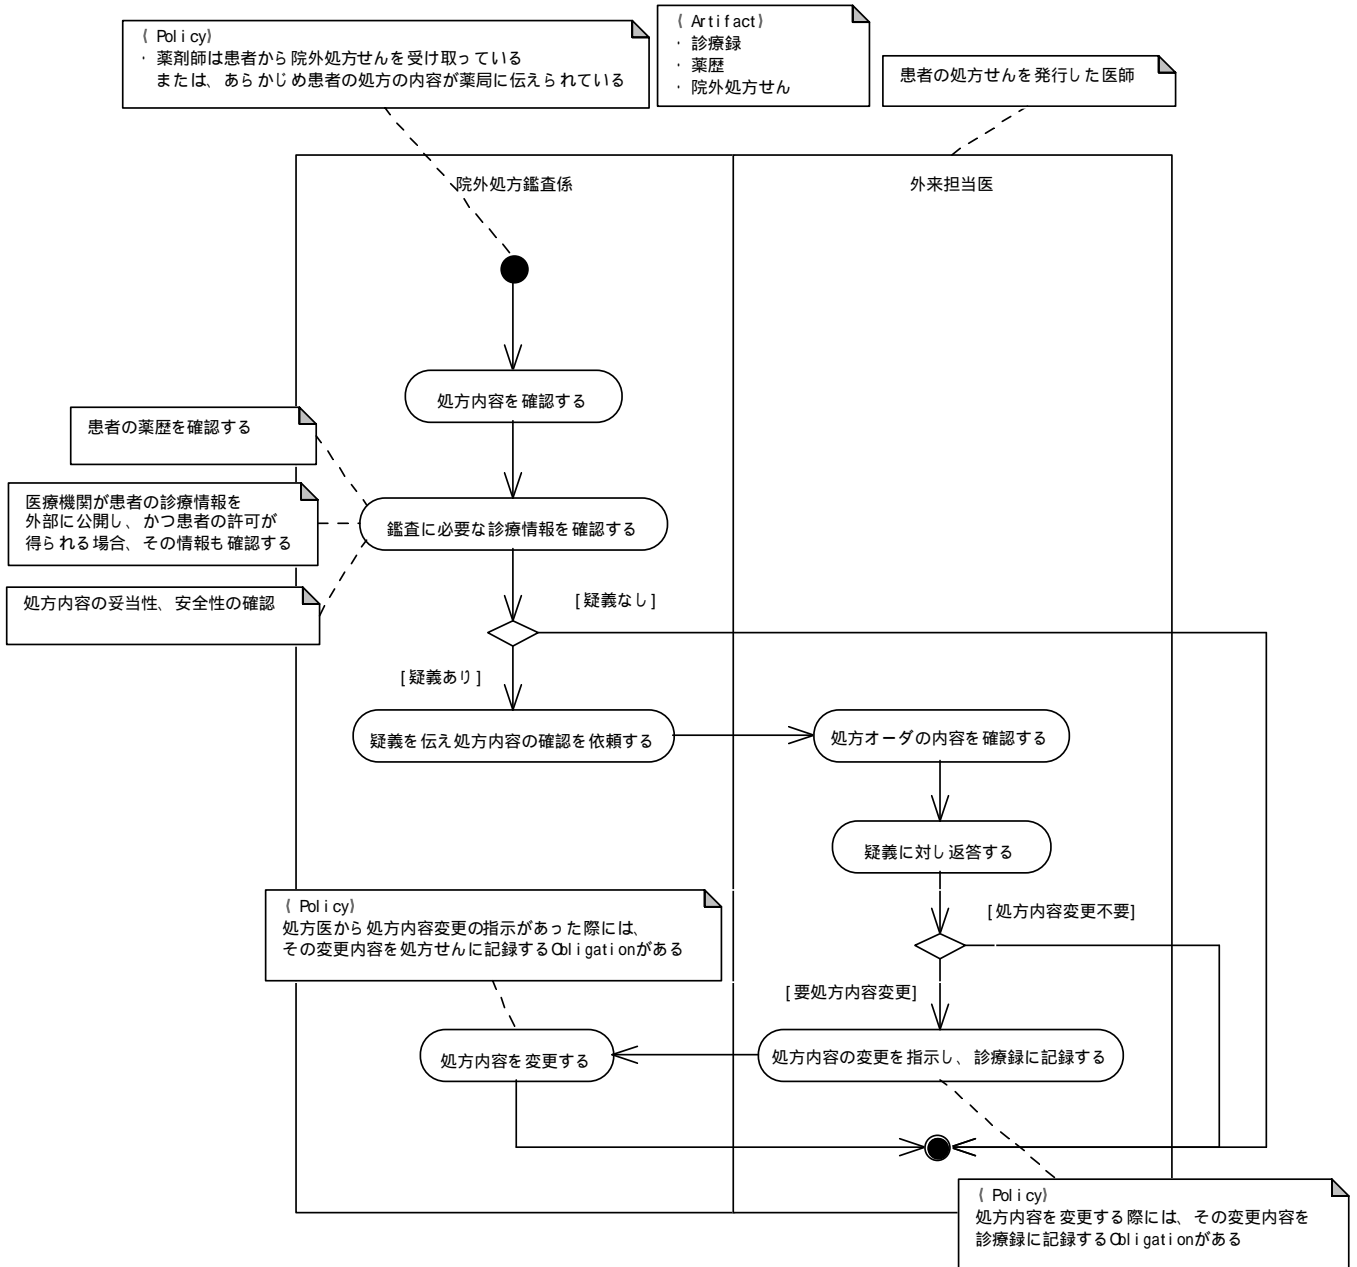 ( Policy)
・ 薬剤師は患者から院外処方せんを受け取っている
または、あらかじめ患者の処方の内容が薬局に伝えられている
( Artifact)
・ 診療録
・ 薬歴
・ 院外処方せん
患者の処方せんを発行した医師
院外処方鑑査係
外来担当医
処方内容を確認する
患者の薬歴を確認する
医療機関が患者の診療情報を
外部に公開し、かつ患者の許可が
得られる場合、その情報も確認する
鑑査に必要な診療情報を確認する
処方内容の妥当性、安全性の確認
[疑義なし]
[疑義あり]
疑義を伝え処方内容の確認を依頼する
処方オーダの内容を確認する
疑義に対し返答する
( Policy)
処方医から処方内容変更の指示があった際には、
その変更内容を処方せんに記録するObligationがある
[処方内容変更不要]
[要処方内容変更]
処方内容を変更する
処方内容の変更を指示し、診療録に記録する
( Policy)
処方内容を変更する際には、その変更内容を
診療録に記録するObligationがある